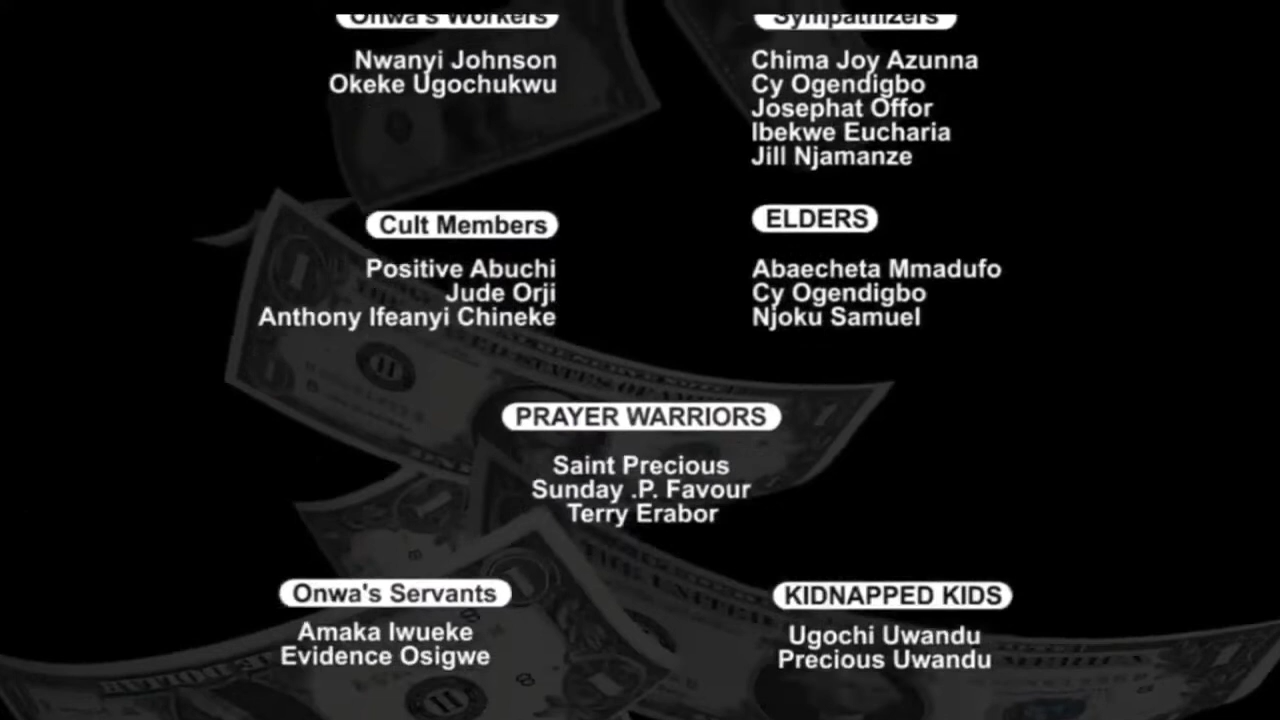 Onwa's Workers
Nwanyi Johnson
Okeke Ugochukwu
Sympathizers
Chima Joy Azunna
Cy Ogendigbo
Josephat Offor
Ibekwe Eucharia
Jill Njamanze
Cult Members
Positive Abuchi
Jude Orji
Anthony Ifeanyi Chineke
ELDERS
Abaecheta Mmadufo
Cy Ogendigbo
Njoku Samuel
PRAYER WARRIORS
Saint Precious
Sunday .P. Favour
Terry Erabor
Onwa's Servants
Amaka Iwueke
Evidence Osigwe
KIDNAPPED KIDS
Ugochi Uwandu
Precious Uwandu